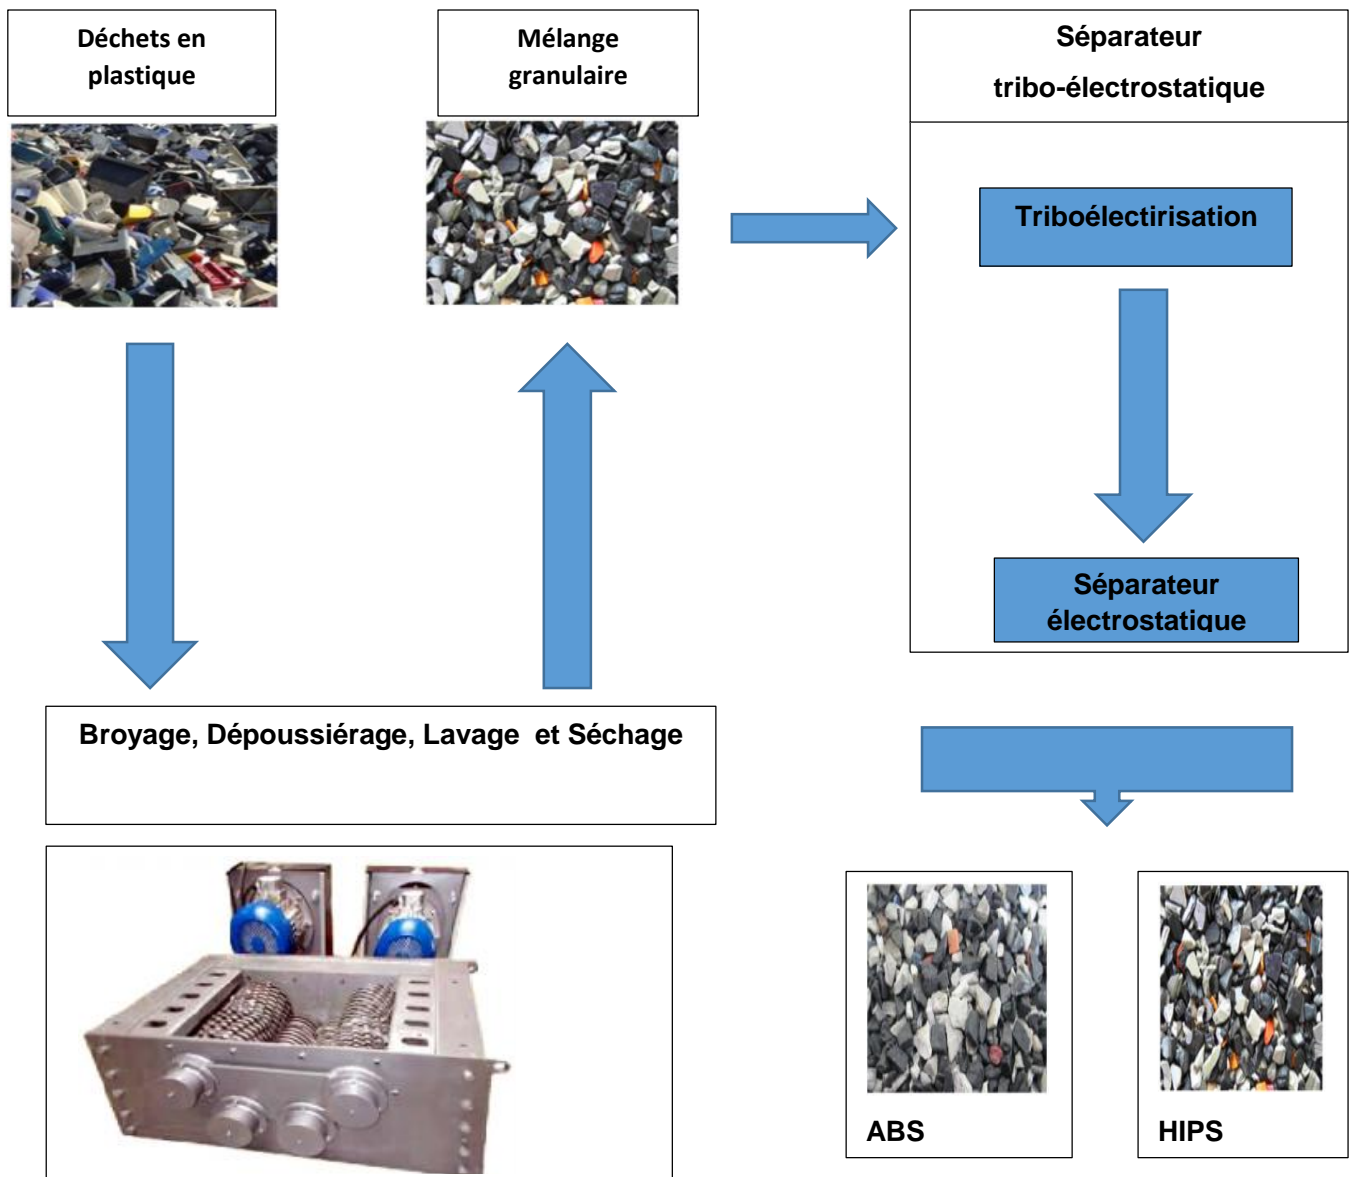 Déchets en
plastique
Mélange
granulaire
Séparateur
tribo-électrostatique
Triboélectirisation
Séparateur
électrostatique
Broyage, Dépoussiérage, Lavage et Séchage
ABS
HIPS